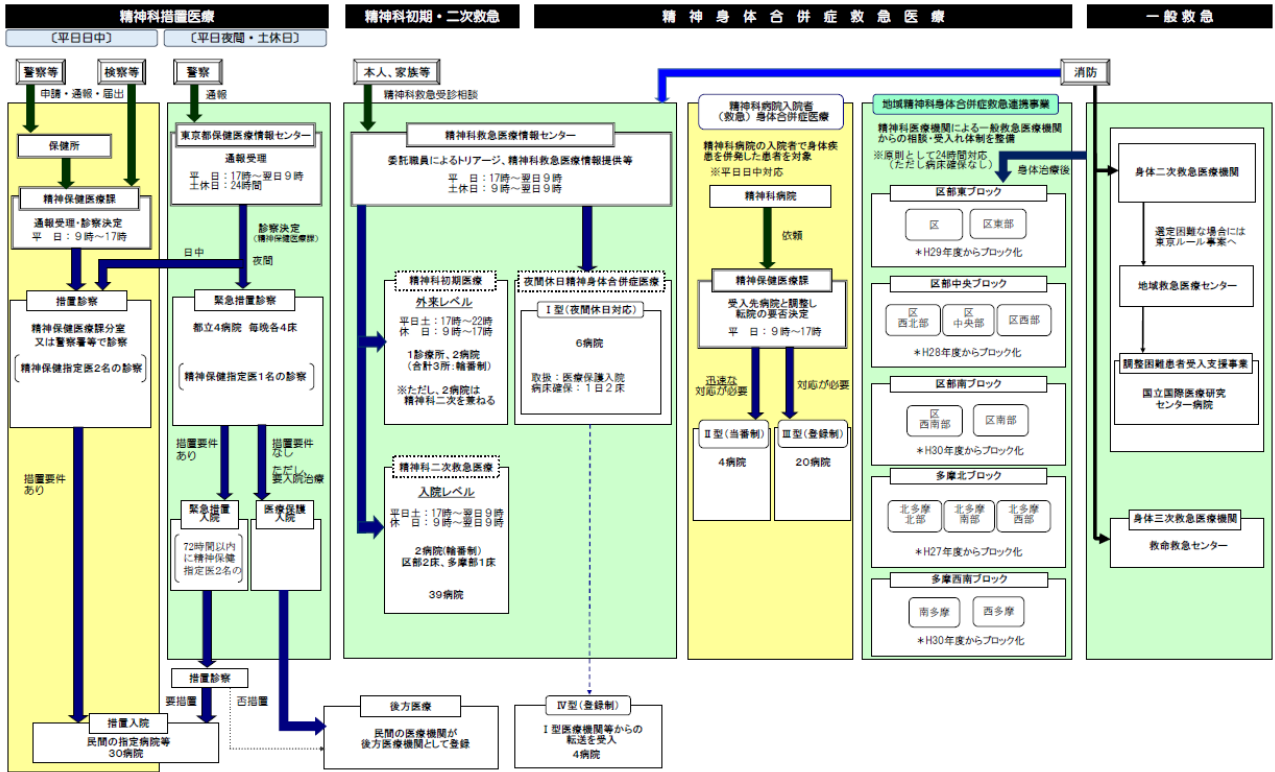 精神科措置医療
精神科初期・二次救急
精神身体合併症救急医療
一般救急
〔平日日中〕
〔平日夜間・土休日〕
警察等
検察等
申請・通報・届出
保健所
精神保健医療課
通報受理・診察決定
平　日：９時～１７時
日中
措置診察
精神保健医療課分室
又は警察署等で診察
精神保健指定医２名の診察
措置要件
あり
措置入院
民間の指定病院等
３０病院
警察
通報
東京都保健医療情報センター
通報受理
平　日：１７時～翌日９時
土休日：２４時間
診察決定
（精神保健医療課）
夜間
緊急措置診察
都立４病院　毎晩各４床
精神保健指定医１名の診察
措置要件
あり
措置要件
なし
ただし、
要入院治療
緊急措置
入院
72時間以内
に精神保健
指定医２名の
医療保護
入院
措置診察
要措置
否措置
後方医療
民間の医療機関が
後方医療機関として登録
本人、家族等
精神科救急受診相談
精神科救急医療情報センター
委託職員によるトリアージ、精神科救急医療情報提供等
平　日：１７時～翌日９時
土休日：９時～翌日９時
精神科初期医療
外来レベル
平日土：１７時～２２時
休　日：９時～１７時
１診療所、２病院
（合計３所：輪番制）
※ただし、２病院は
精神科二次を兼ねる
精神科二次救急医療
入院レベル
平日土：１７時～翌日９時
休　日：９時～翌日９時
２病院（輪番制）
区部２床、多摩部１床
39病院
夜間休日精神身体合併症医療
Ⅰ型（夜間休日対応）
６病院
取扱：医療保護入院
病床確保：１日２床
Ⅳ型（登録制）
Ⅰ型医療機関等からの
転送を受入
４病院
精神科病院入院者
（救急）身体合併症医療
精神科病院の入院者で身体疾
患を併発した患者を対象
※平日日中対応
精神科病院
依頼
精神保健医療課
受入先病院と調整し
転院の要否決定
平　日：９時～１７時
迅速な
対応が必要
対応が必要
Ⅱ型（当番制）
４病院
Ⅲ型（登録制）
20病院
消防
地域精神科身体合併症救急連携事業
精神科医療機関による一般救急医療機関
からの相談・受入れ体制を整備
※原則として24時間対応
（ただし病床確保なし）
身体治療後
区部東ブロック
区
区東部
＊H29年度からブロック化
区部中央ブロック
区
西北部
区
中央部
区西部
＊H28年度からブロック化
区部南ブロック
区
西南部
区南部
＊H30年度からブロック化
多摩北ブロック
北多摩
北部
北多摩
南部
北多摩
西部
＊H27年度からブロック化
多摩西南ブロック
南多摩
西多摩
＊H30年度からブロック化
身体二次救急医療機関
選定困難な場合には
東京ルール事案へ
地域救急医療センター
調整困難患者受入支援事業
国立国際医療研究
センター病院
身体三次救急医療機関
救命救急センター